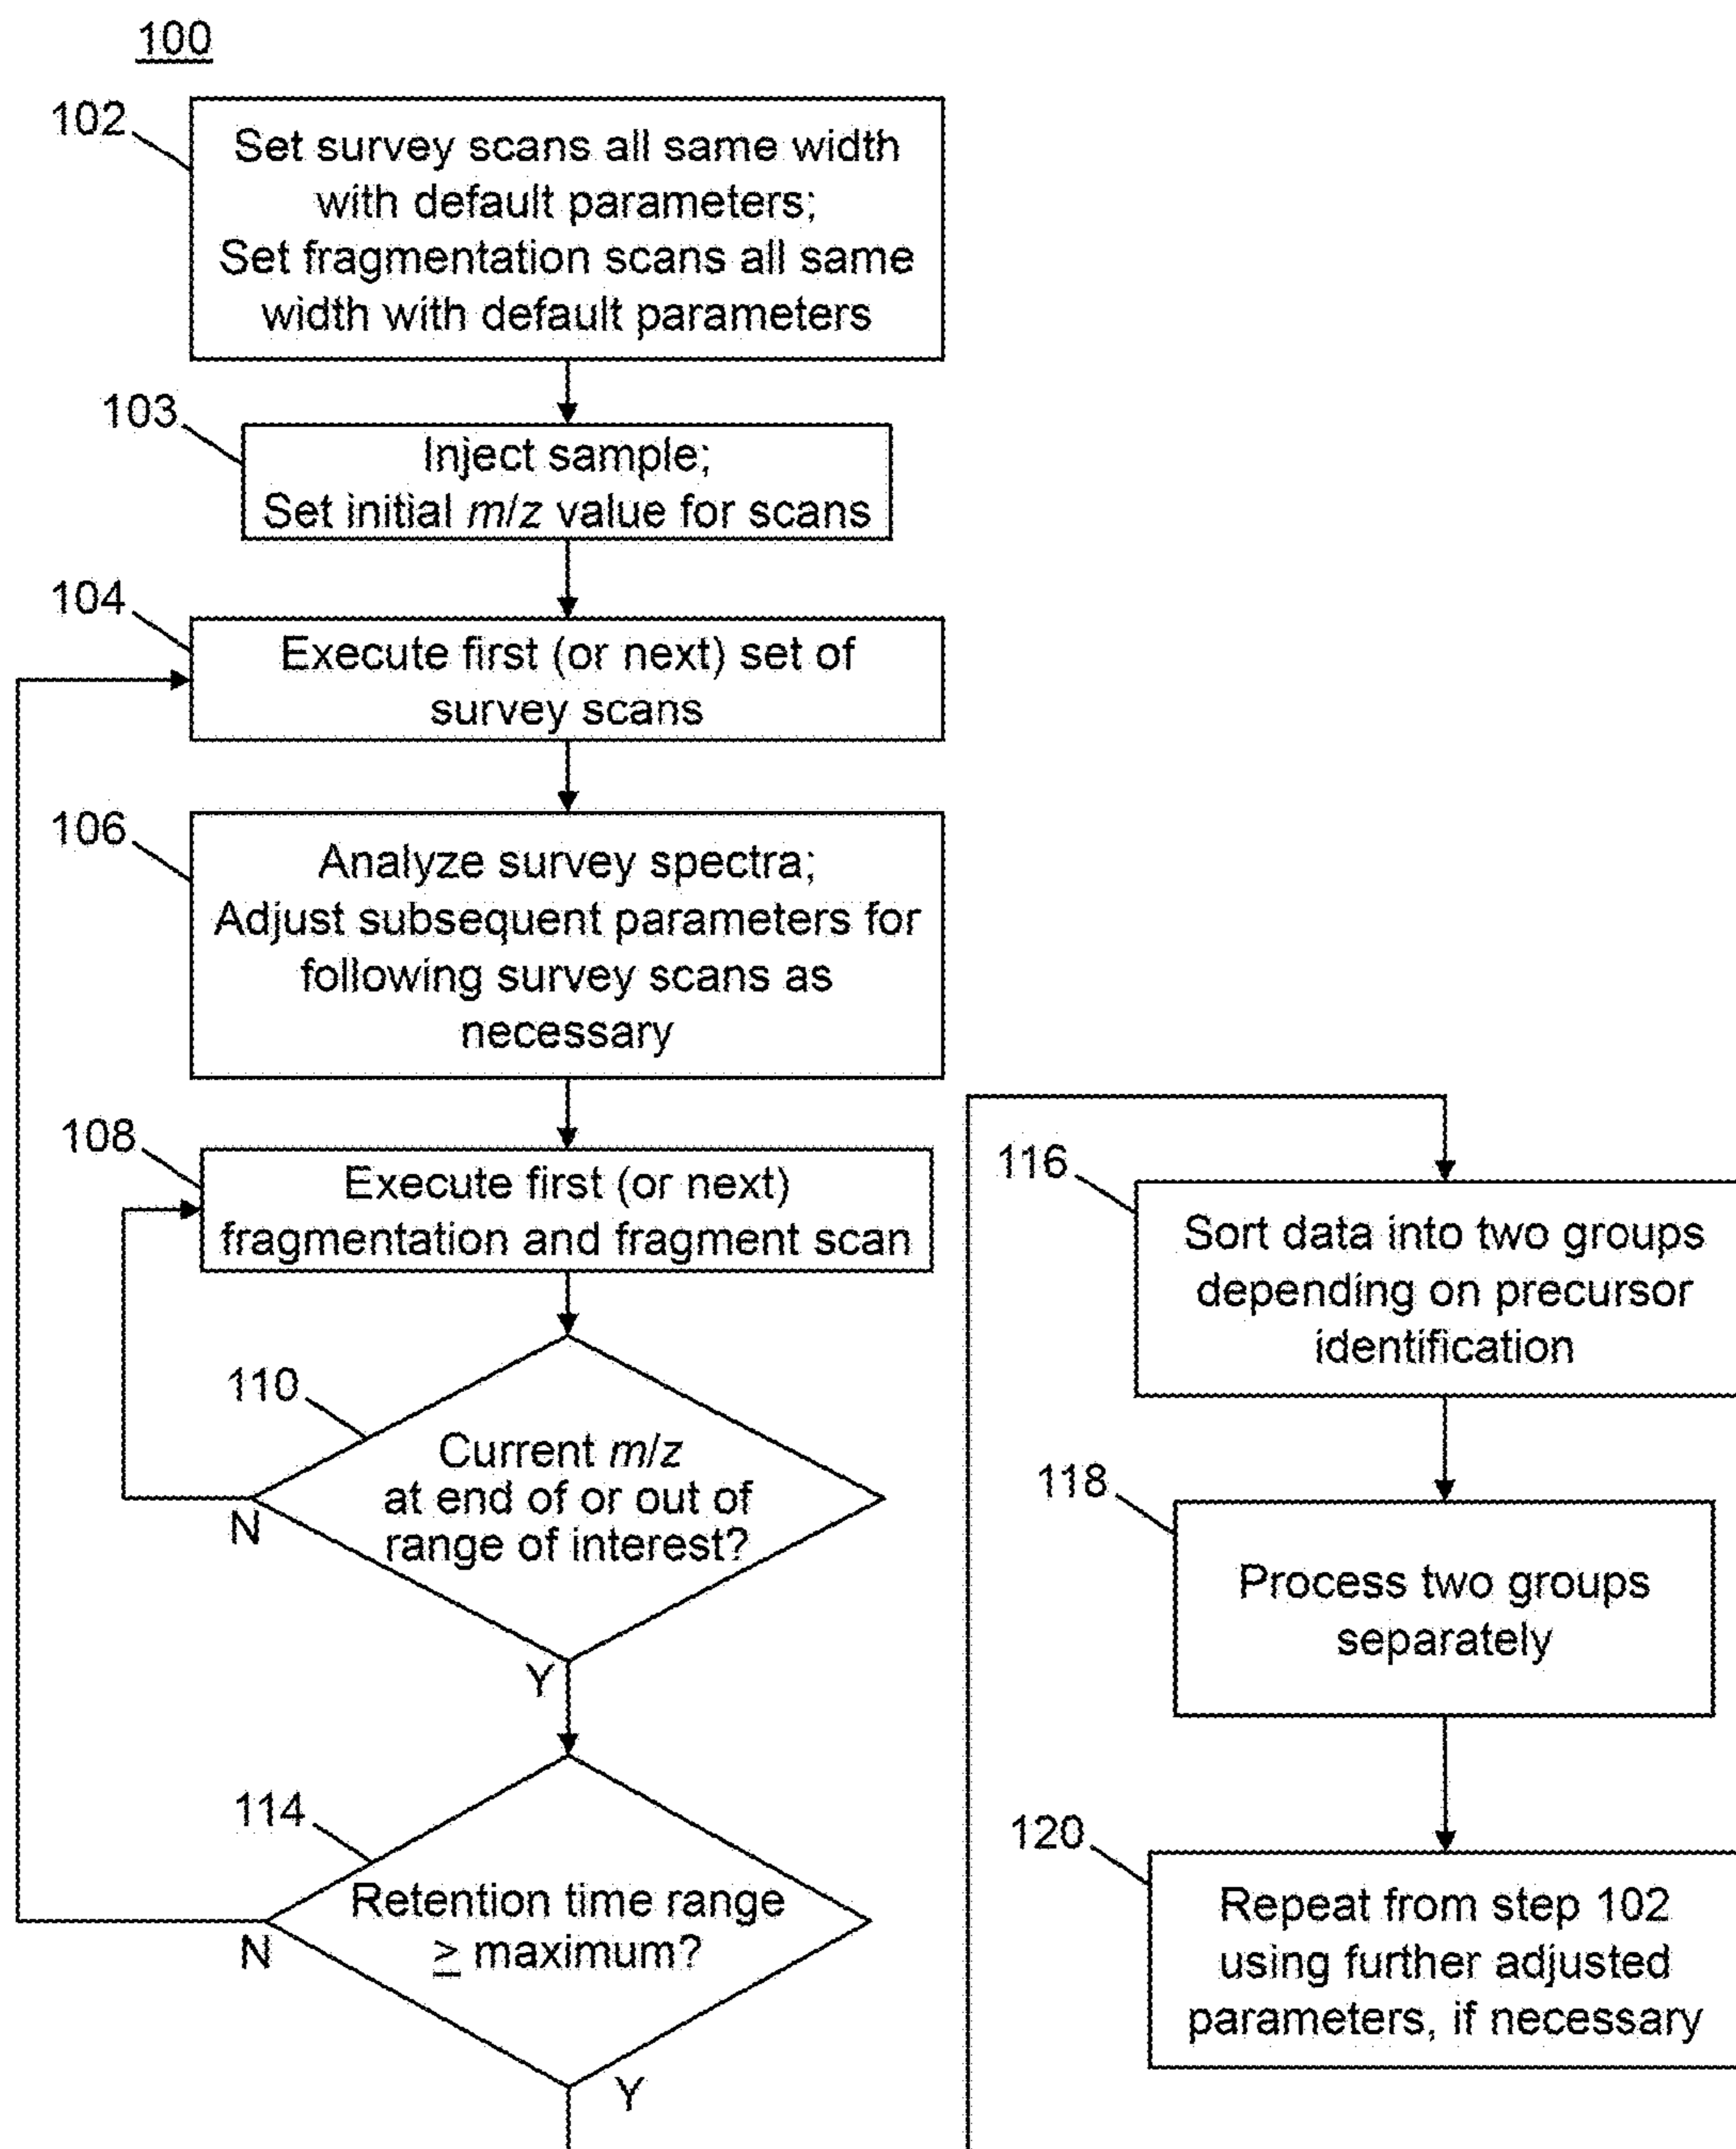 100
102
Set survey scans all same width
with default parameters;
Set fragmentation scans all same
width with default parameters
103
Inject sample;
Set initial m/z value for scans
104
Execute first (or next) set of
survey scans
106
Analyze survey spectra;
Adjust subsequent parameters for
following survey scans as
necessary
108
Execute first (or next)
fragmentation and fragment scan
110
Current m/z
at end of or out of
range of interest?
N
Y
114
Retention time range
≥ maximum?
N
Y
116
Sort data into two groups
depending on precursor
identification
118
Process two groups
separately
120
Repeat from step 102
using further adjusted
parameters, if necessary